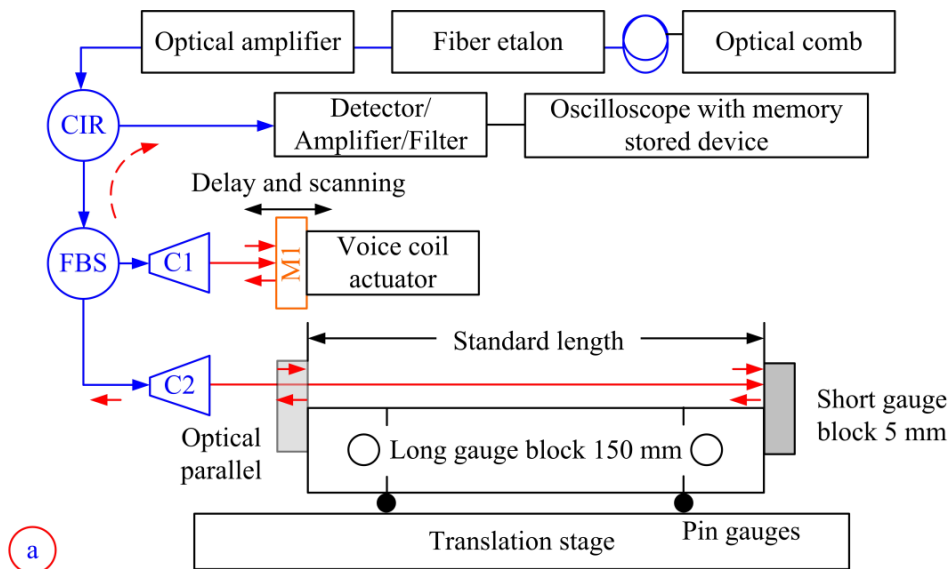 Optical amplifier
Fiber etalon
Optical comb
CIR
Detector/
Amplifier/Filter
Oscilloscope with memory
stored device
Delay and scanning
FBS
C1
M1
Voice coil
actuator
Standard length
C2
Optical
parallel
Long gauge block 150 mm
Short gauge
block 5 mm
Pin gauges
Translation stage
a